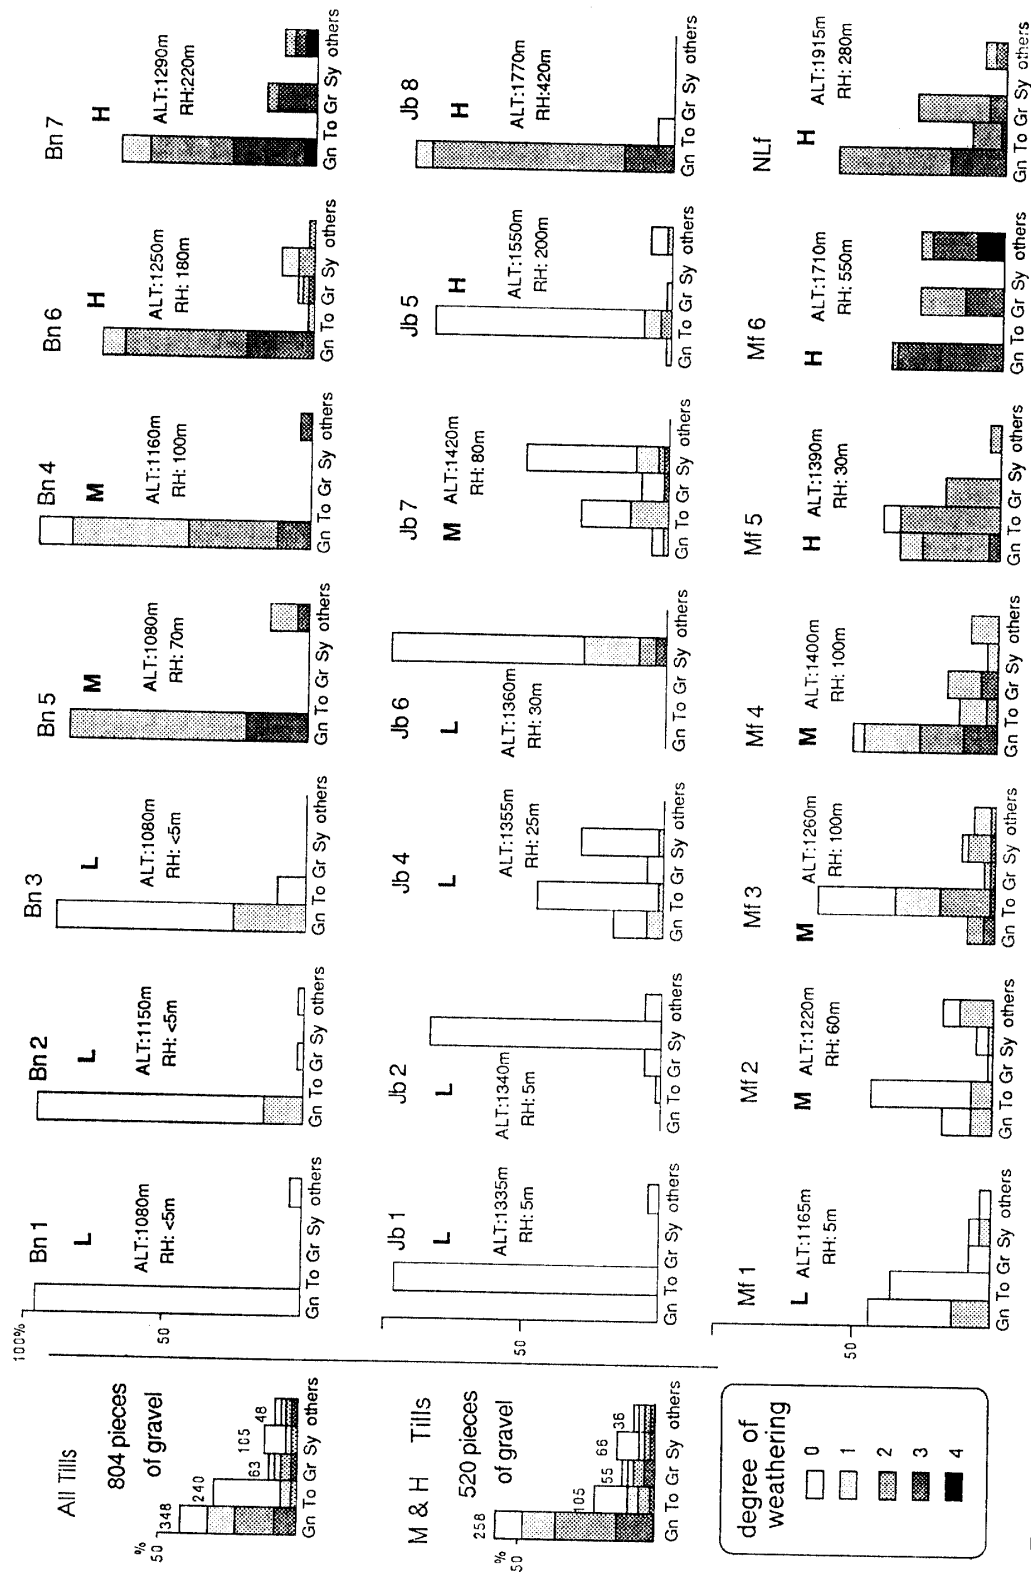 All Tills
804 pieces
of gravel
%
50
348
240
63
105
48
Gn To Gr Sy others
M & H Tills
520 pieces
of gravel
%
50
258
105
55
66
36
Gn To Gr Sy others
degree of
weathering
0
1
2
3
4
100%
50
Bn 1
L
ALT:1080m
RH: <5m
Gn To Gr Sy others
Bn 2
L
ALT:1150m
RH: <5m
Gn To Gr Sy others
Bn 3
L
ALT:1080m
RH: <5m
Gn To Gr Sy others
Bn 5
M
ALT:1080m
RH: 70m
Gn To Gr Sy others
Bn 4
M
ALT:1160m
RH: 100m
Gn To Gr Sy others
Bn 6
H
ALT:1250m
RH: 180m
Gn To Gr Sy others
Bn 7
H
ALT:1290m
RH:220m
Gn To Gr Sy others
50
Jb 1
L
ALT:1335m
RH: 5m
Gn To Gr Sy others
Jb 2
L
ALT:1340m
RH: 5m
Gn To Gr Sy others
Jb 4
L
ALT:1355m
RH: 25m
Gn To Gr Sy others
Jb 6
L
ALT:1360m
RH: 30m
Gn To Gr Sy others
Jb 7
M
ALT:1420m
RH: 80m
Gn To Gr Sy others
Jb 5
H
ALT:1550m
RH: 200m
Gn To Gr Sy others
Jb 8
H
ALT:1770m
RH:420m
Gn To Gr Sy others
50
Mf 1
L ALT:1165m
RH: 5m
Gn To Gr Sy others
Mf 2
M
ALT:1220m
RH: 60m
Gn To Gr Sy others
Mf 3
M
ALT:1260m
RH: 100m
Gn To Gr Sy others
Mf 4
M
ALT:1400m
RH: 100m
Gn To Gr Sy others
Mf 5
H ALT:1390m
RH: 30m
Gn To Gr Sy others
Mf 6
H
ALT:1710m
RH: 550m
Gn To Gr Sy others
NLf
H
ALT:1915m
RH: 280m
Gn To Gr Sy others